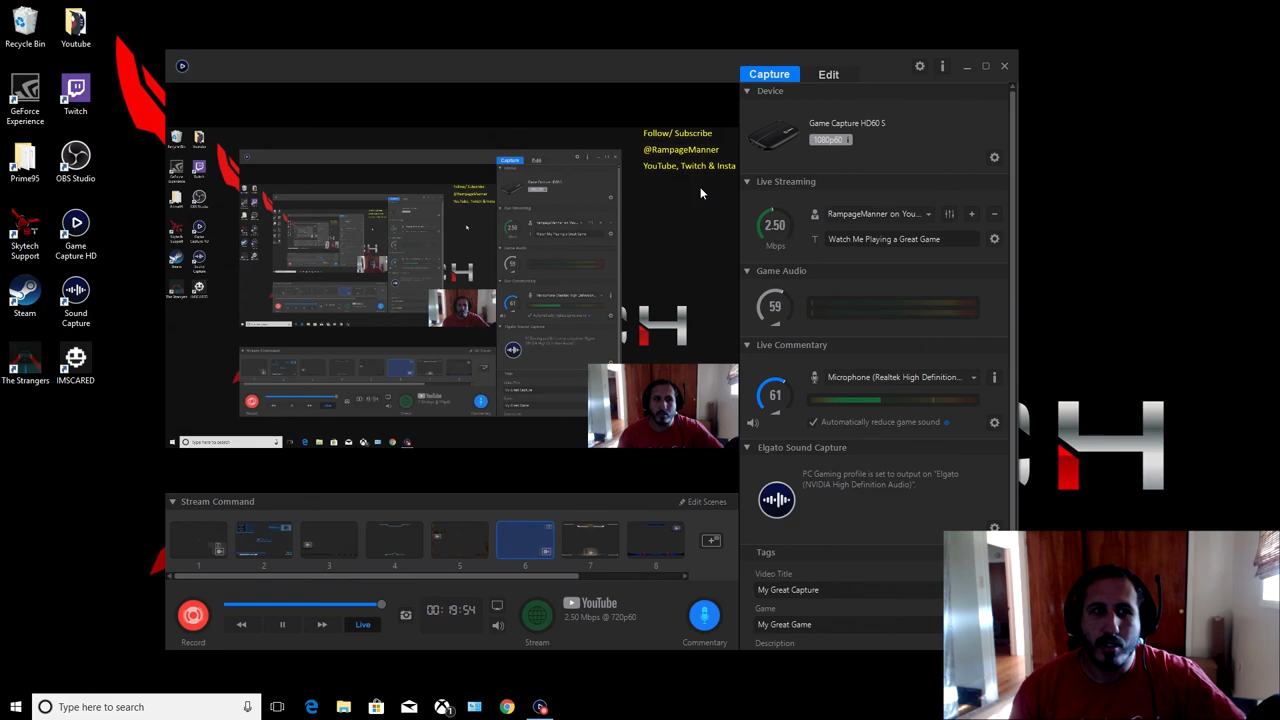 Recycle Bin
Youtube
GeForce
Experience
Twitch
Prime95
OBS Studio
Skytech
Support
Game
Capture HD
Steam
Sound
Capture
The Strangers
IMSCARED
Capture
Edit
Follow/ Subscribe
@RampageManner
YouTube, Twitch & Insta
Device
Game Capture HD60 S
1080p60
Live Streaming
2.50
Mbps
RampageManner on You...
Watch Me Playing a Great Game
Game Audio
59
Live Commentary
61
Microphone (Realtek High Definition...
Automatically reduce game sound
Elgato Sound Capture
PC Gaming profile is set to output on "Elgato
(NVIDIA High Definition Audio)".
Tags
Video Title
My Great Capture
Game
My Great Game
Description
Stream Command
Edit Scenes
1 2 3 4 5 6 7 8
Live
00:19:54
YouTube
2.50 Mbps @ 720p60
Record
Stream
Commentary
Type here to search